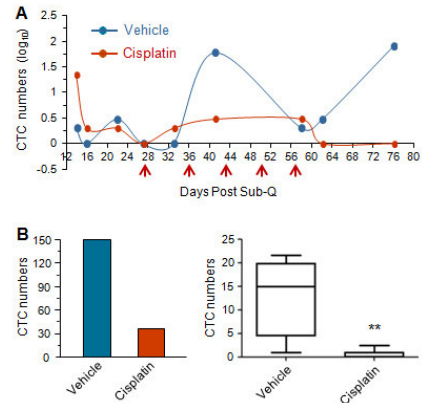 A
CTC numbers (log10)
2.5
2
1.5
1
0.5
0
-0.5
Vehicle
Cisplatin
12 16 20 24 28 32 36 40 44 48 52 56 60 64 68 72 76 80
Days Post Sub-Q
B
CTC numbers
150
120
90
60
30
0
Vehicle
Cisplatin
CTC numbers
25
20
15
10
5
0
**
Vehicle
Cisplatin